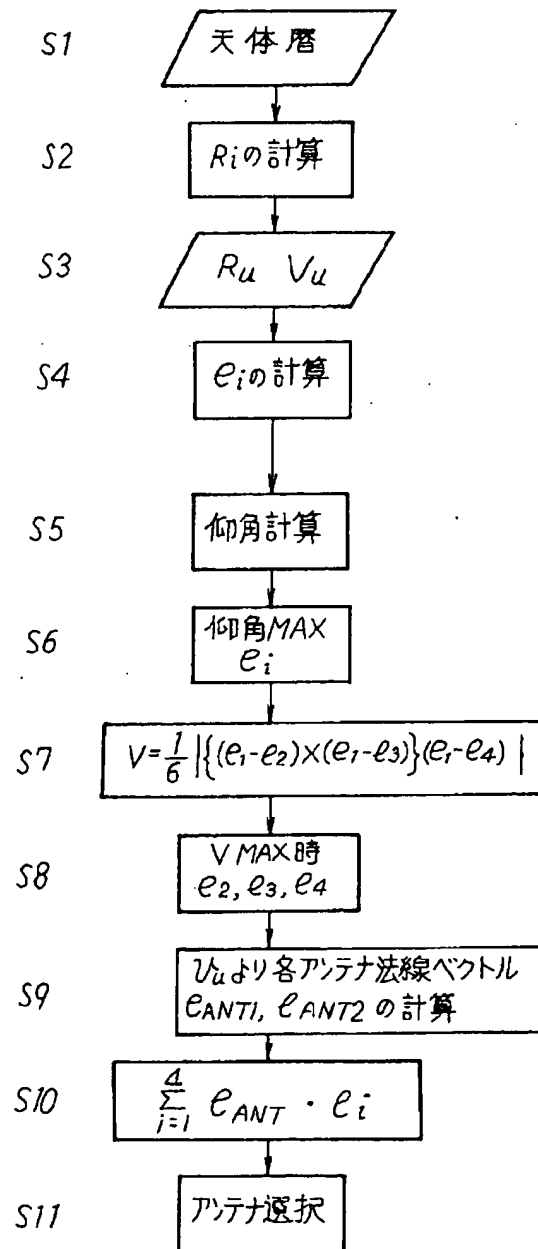 S1 天体暦
S2 Riの計算
S3 Ru Vu
S4 eiの計算
S5 仰角計算
S6 仰角MAX
ei
S7 V=1/6|{(e1-e2)×(e1-e3)}(e1-e4)|
S8 V MAX時
e2, e3, e4
S9 Vuより各アンテナ法線ベクトル
eANT1, eANT2 の計算
S10 4Σi=1 eANT・ei
S11 アンテナ選択